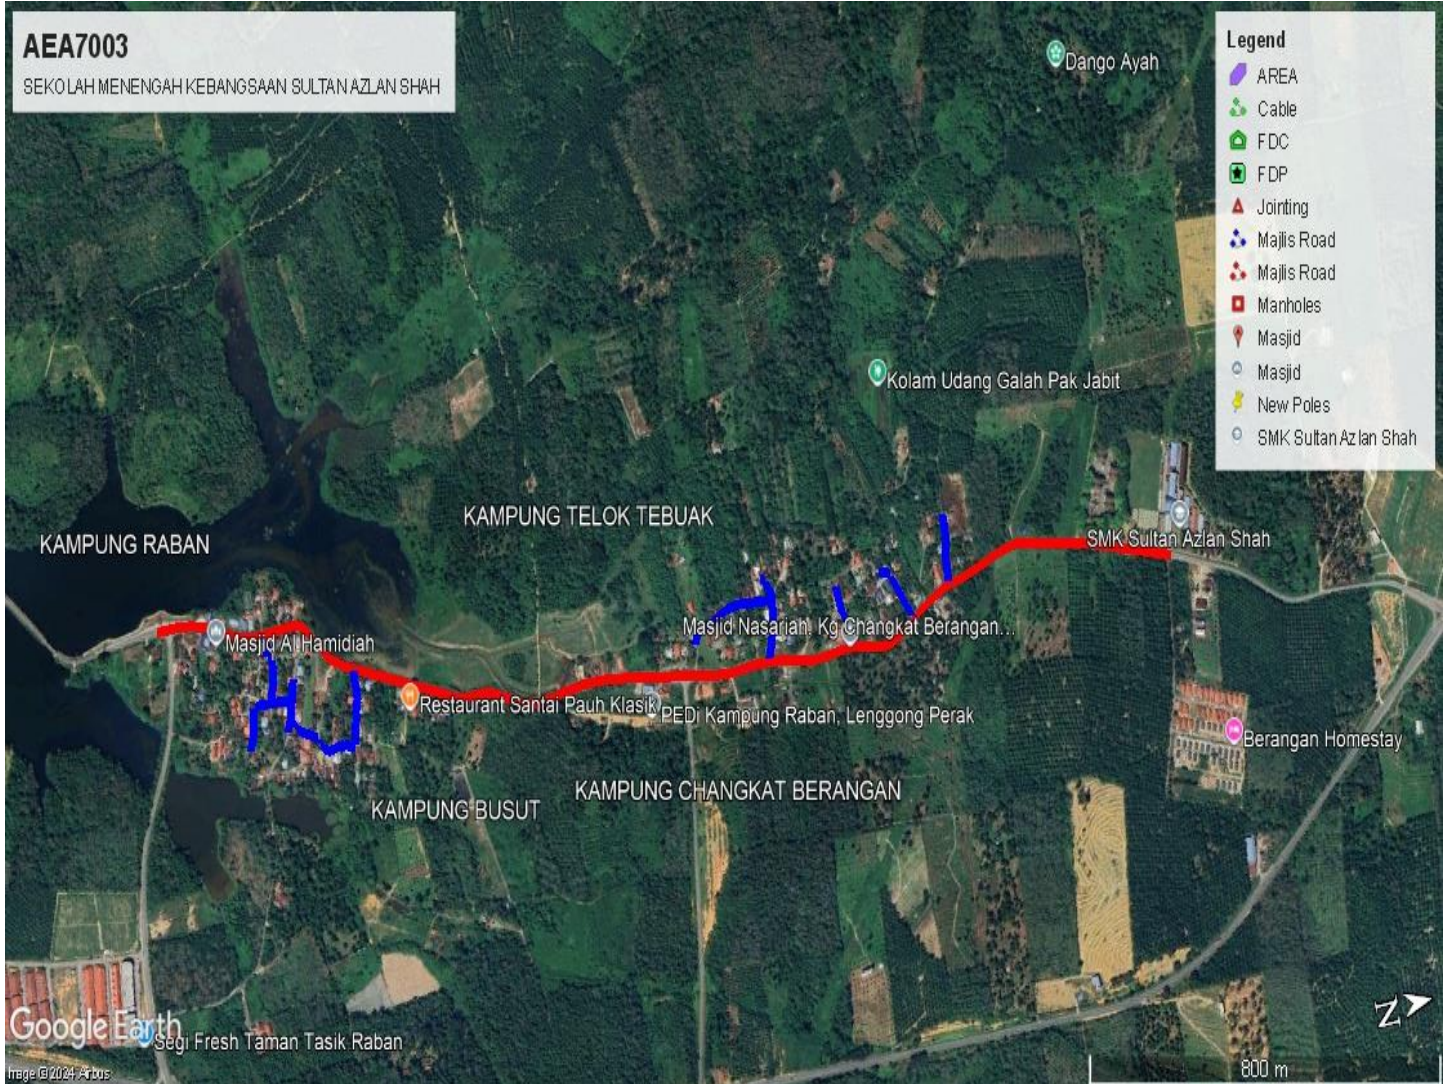 AEA7003
SEKOLAH MENENGAH KEBANGSAAN SULTAN AZLAN SHAH
Legend
AREA
Cable
FDC
FDP
Jointing
Majlis Road
Majlis Road
Manholes
Masjid
Masjid
New Poles
SMK Sultan Azlan Shah
Dango Ayah
Kolam Udang Galah Pak Jabit
KAMPUNG TELOK TEBUAK
KAMPUNG RABAN
SMK Sultan Azlan Shah
Masjid Al Hamidiah
Masjid Nasariah, Kg Changkat Berangan...
Restaurant Santai Pauh Klasik
PEDi Kampung Raban, Lenggong Perak
Berangan Homestay
KAMPUNG BUSUT
KAMPUNG CHANGKAT BERANGAN
Google Earth
Segi Fresh Taman Tasik Raban
Image © 2024 Airbus
N
800 m